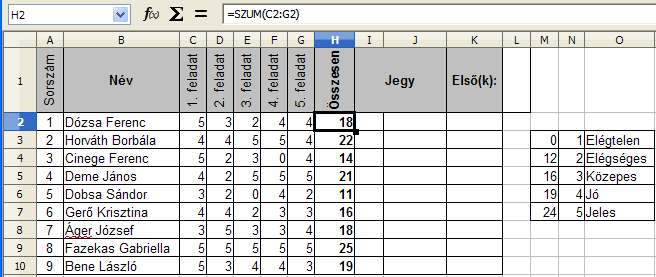 H2 f(x) Σ = =SZUM(C2:G2)
A B C D E F G H I J K L M N O
1 Sorszám Név 1. feladat 2. feladat 3. feladat 4. feladat 5. feladat Összesen Jegy Első(k):
2 1 Dózsa Ferenc 5 3 2 4 4 18
3 2 Horváth Borbála 4 4 5 5 4 22 0 1 Elégtelen
4 3 Cinege Ferenc 5 2 3 0 4 14 12 2 Elégséges
5 4 Deme János 4 2 5 5 5 21 16 3 Közepes
6 5 Dobsa Sándor 3 2 0 4 2 11 19 4 Jó
7 6 Gerő Krisztina 4 4 2 3 3 16 24 5 Jeles
8 7 Áger József 3 5 3 3 4 18
9 8 Fazekas Gabriella 5 5 5 5 5 25
10 9 Bene László 5 3 4 4 3 19